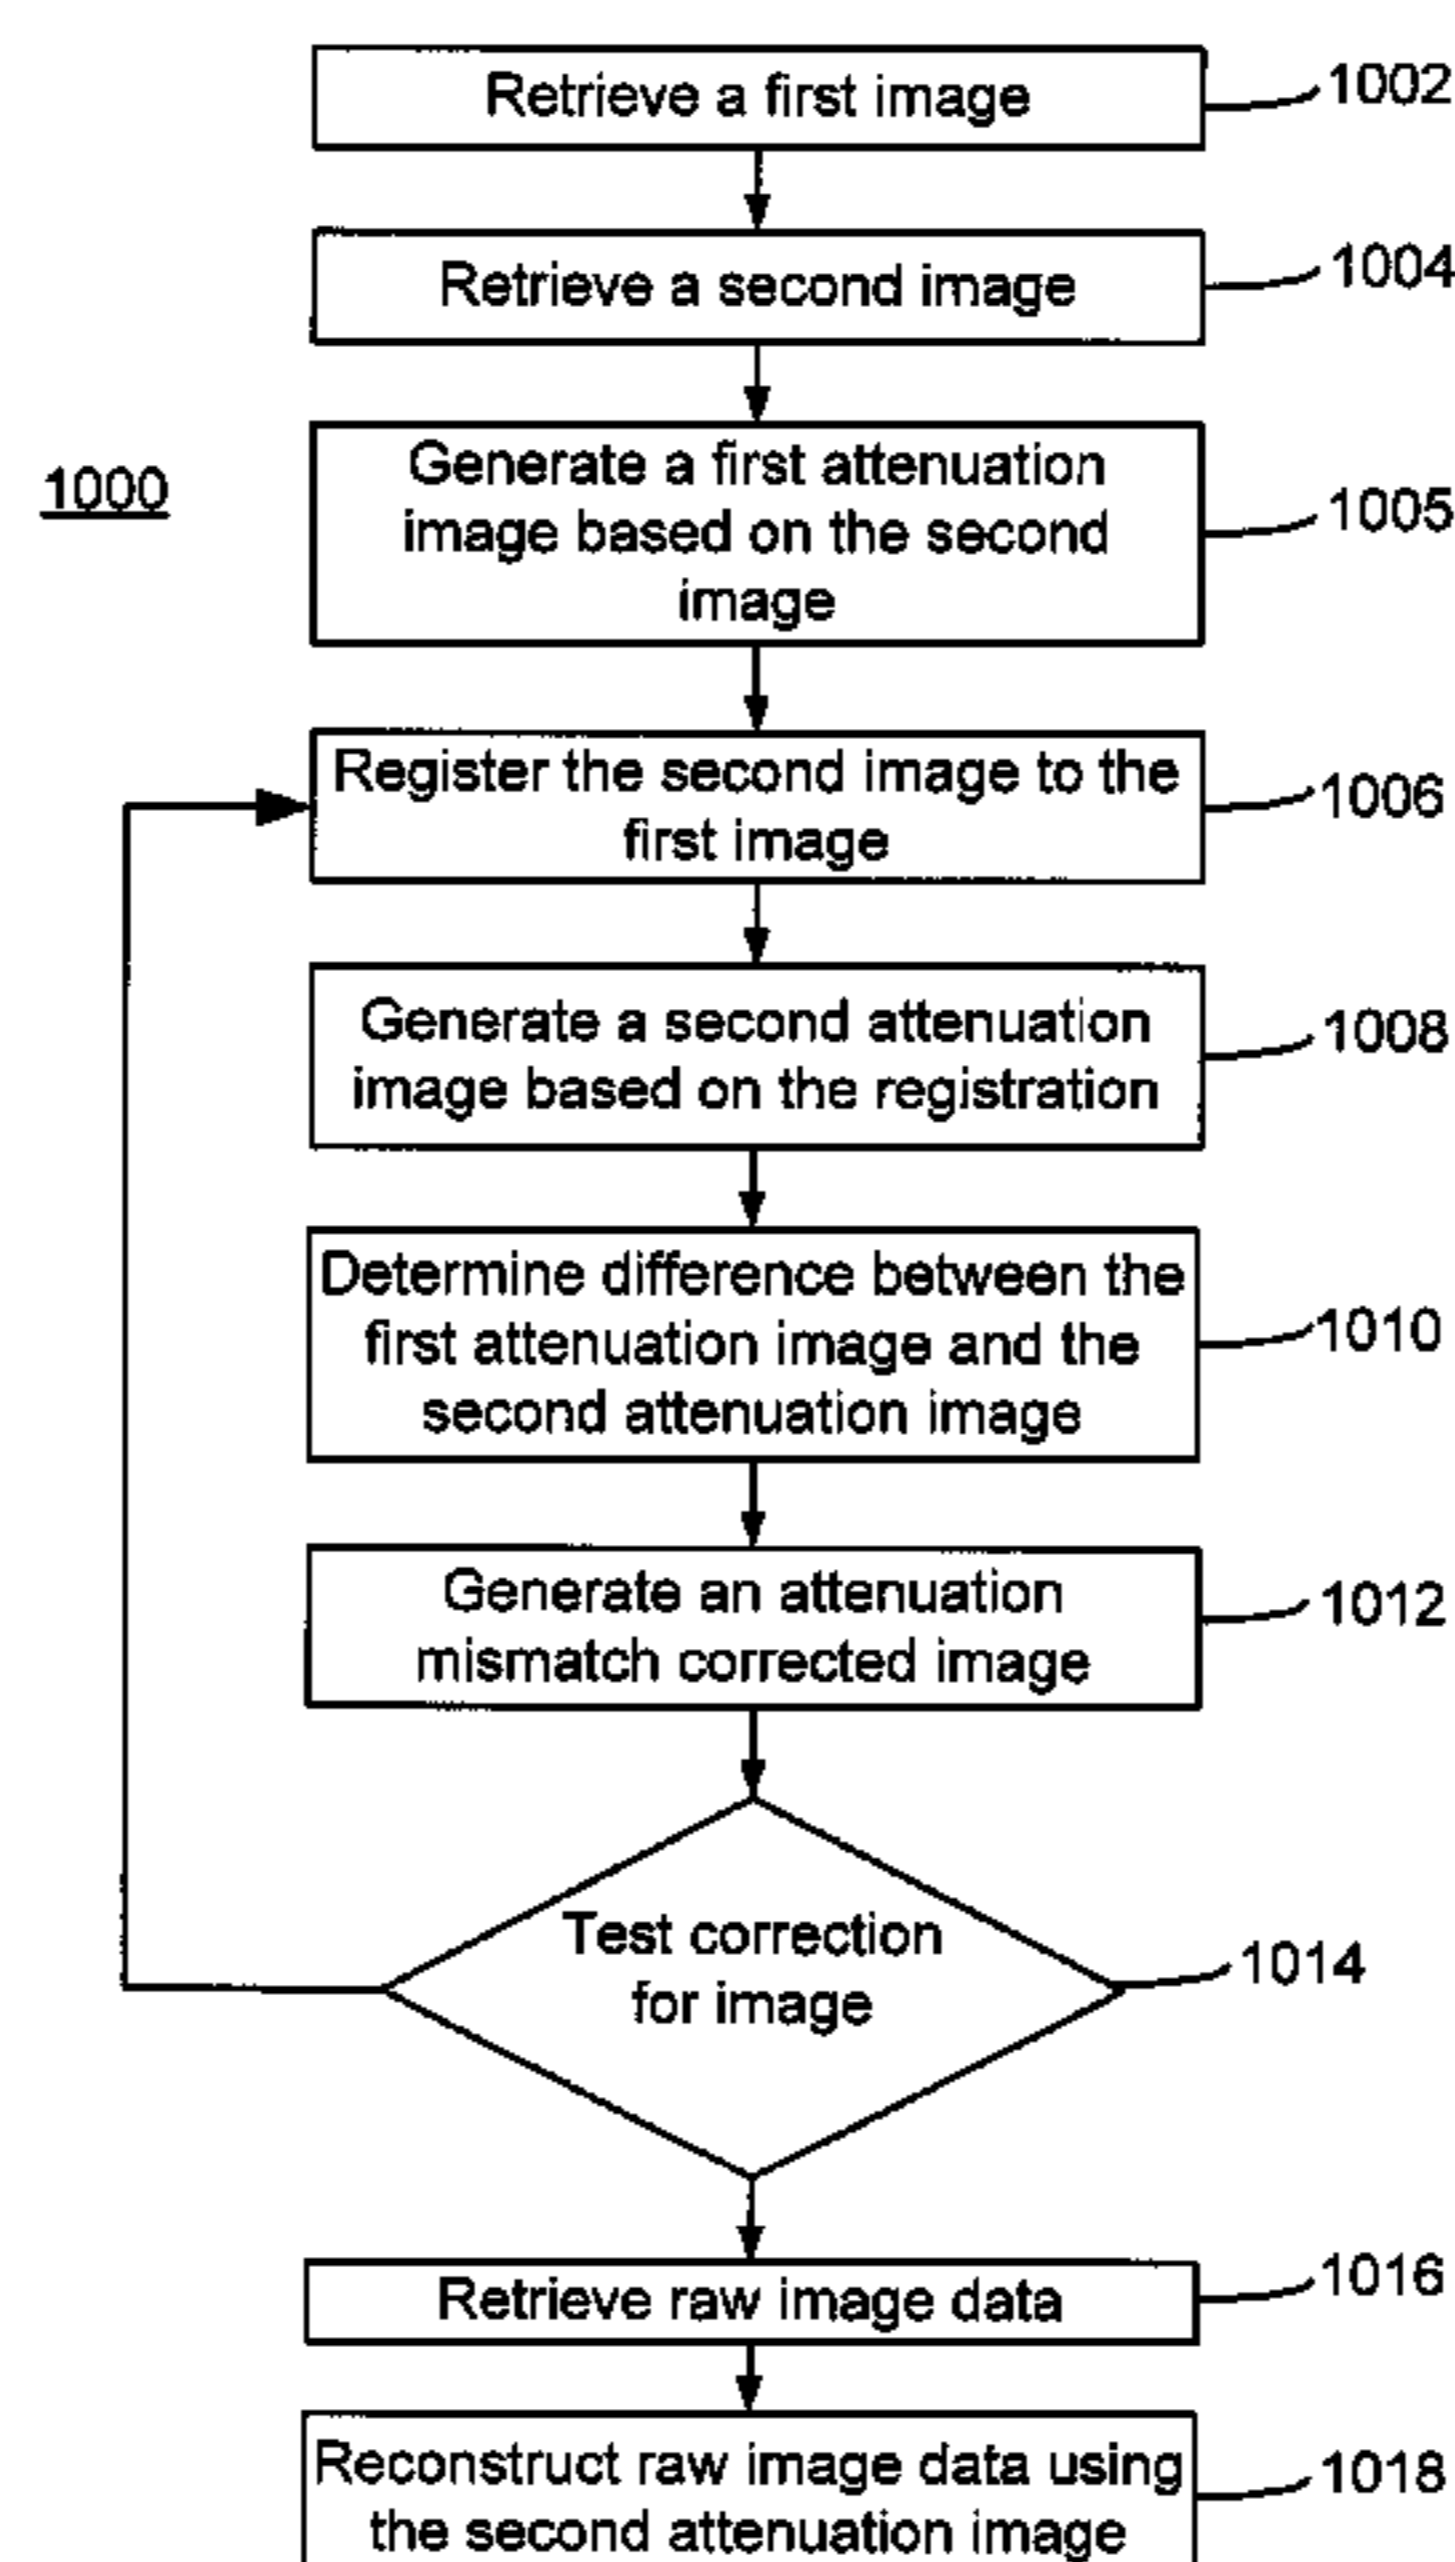 Retrieve a first image
1002
Retrieve a second image
1004
1000
Generate a first attenuation
image based on the second
image
1005
Register the second image to the
first image
1006
Generate a second attenuation
image based on the registration
1008
Determine difference between the
first attenuation image and the
second attenuation image
1010
Generate an attenuation
mismatch corrected image
1012
Test correction
for image
1014
Retrieve raw image data
1016
Reconstruct raw image data using
the second attenuation image
1018